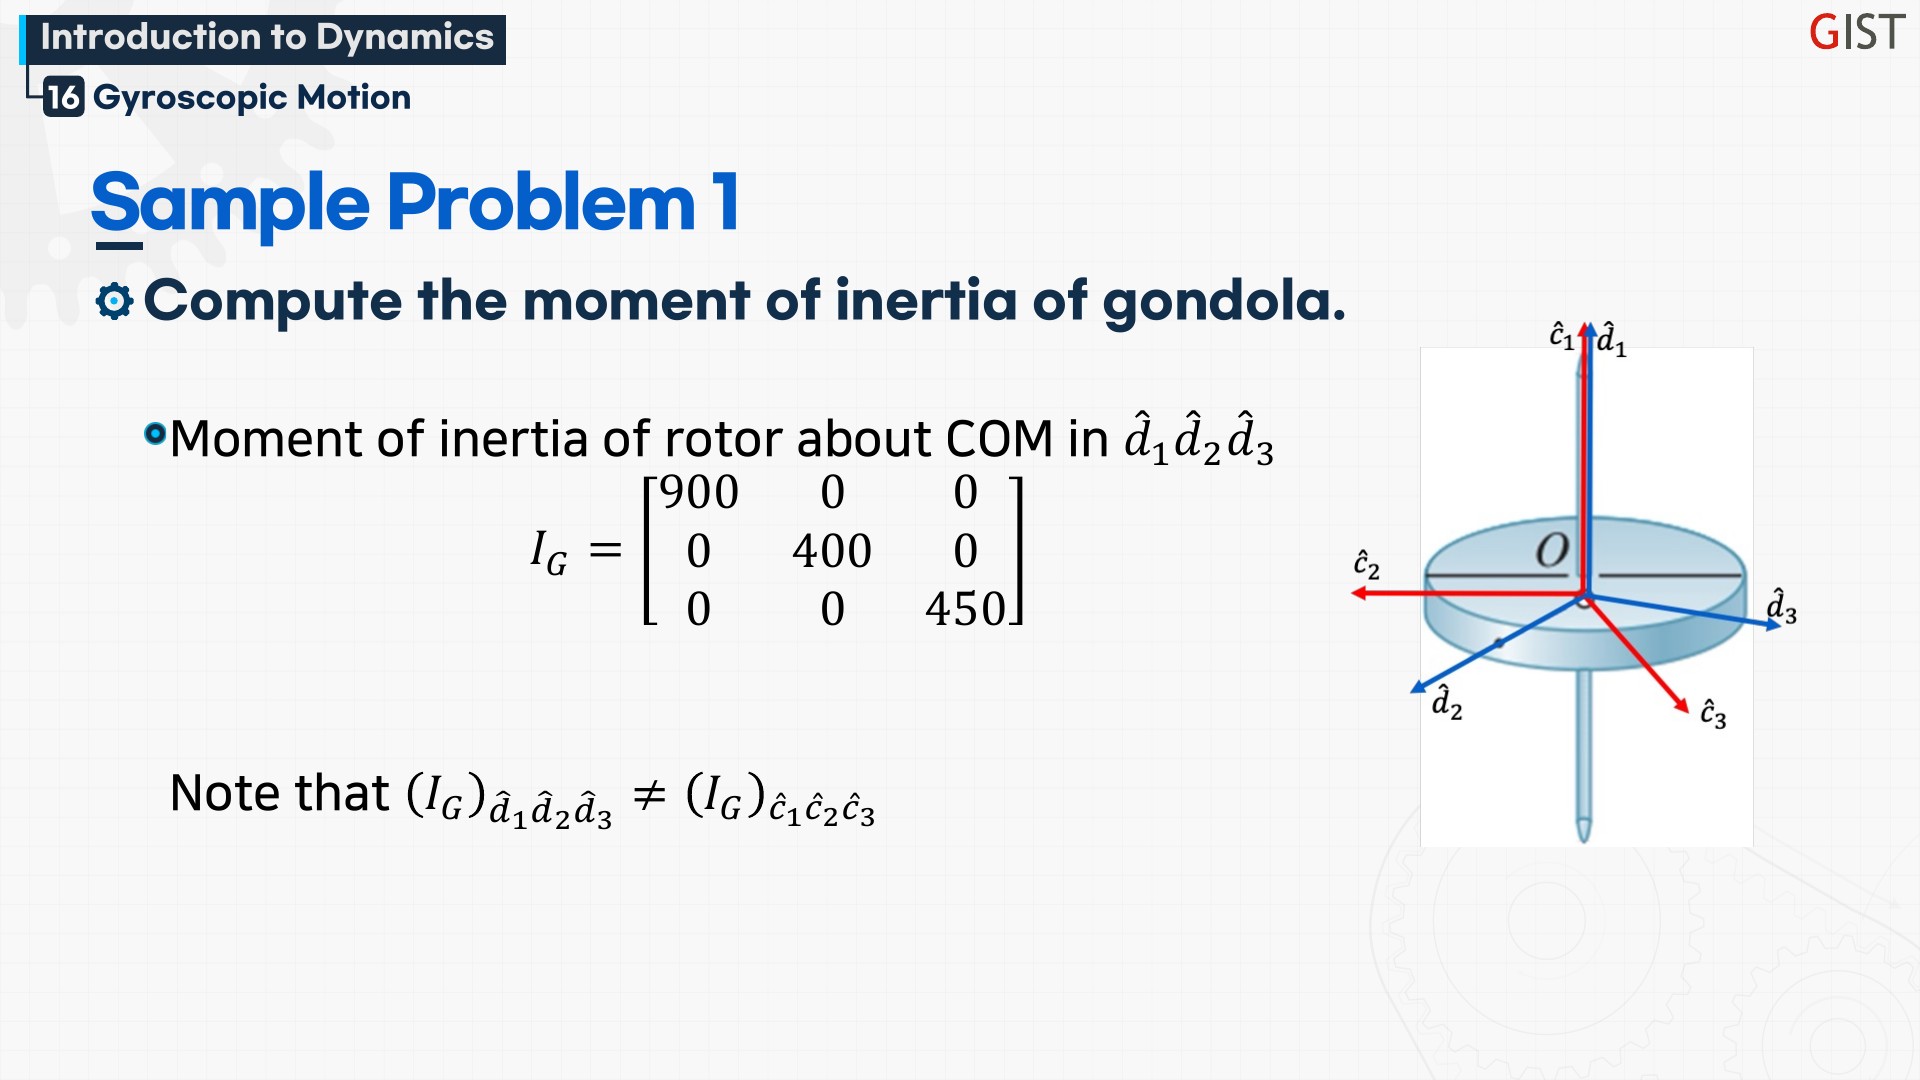 Introduction to Dynamics
GIST
16 Gyroscopic Motion
Sample Problem 1
Compute the moment of inertia of gondola.
Moment of inertia of rotor about COM in d̂₁d̂₂d̂₃
I_G = [900 0 0
0 400 0
0 0 450]
Note that (I_G)_d̂₁d̂₂d̂₃ ≠ (I_G)_ĉ₁ĉ₂ĉ₃
ĉ₁ d̂₁
O
ĉ₂
d̂₃
d̂₂
ĉ₃